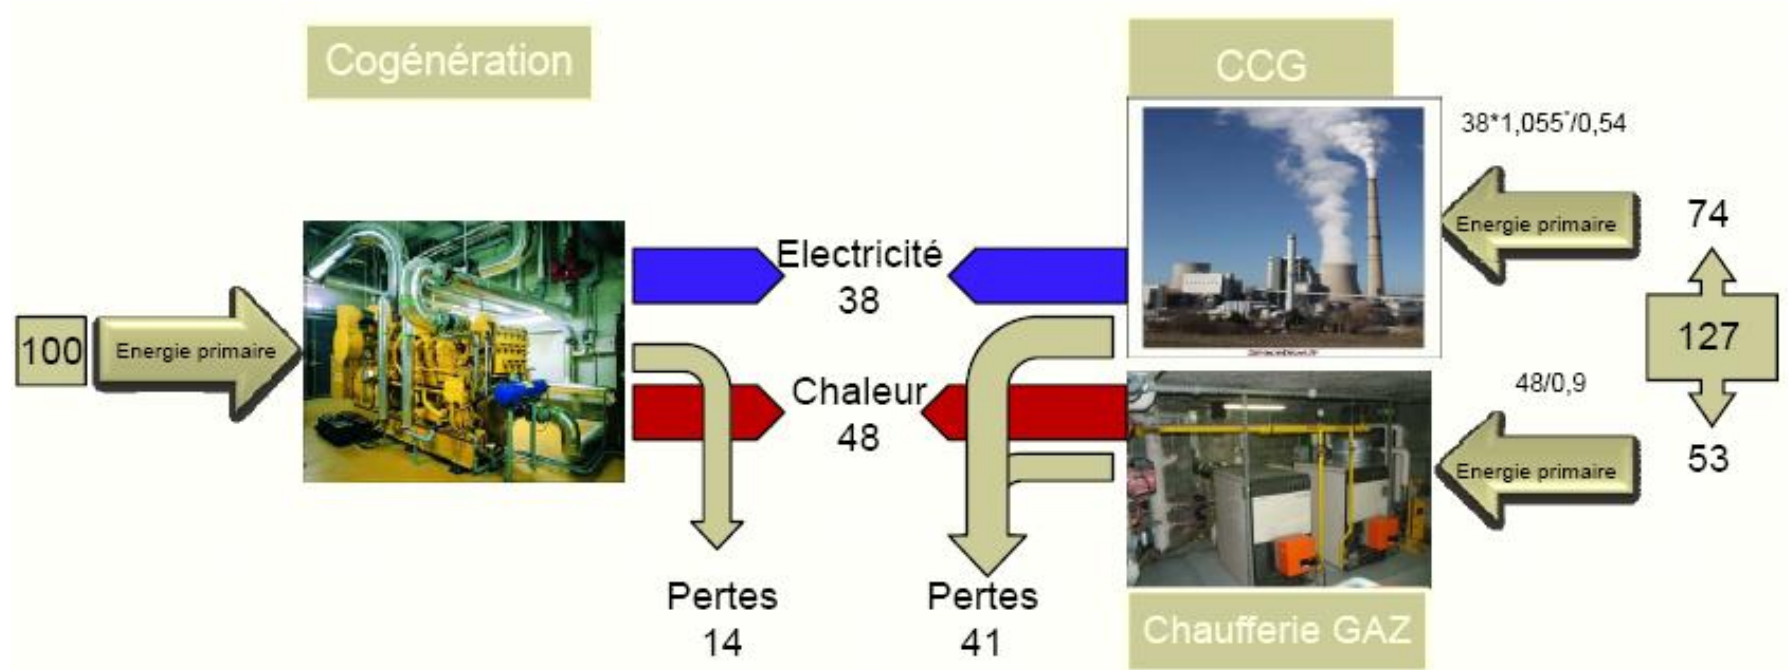 Cogénération
CCG
38*1,055*/0,54
Energie primaire
74
Electricité
38
100
Energie primaire
127
Chaleur
48
48/0,9
Energie primaire
53
Pertes
14
Pertes
41
Chaufferie GAZ